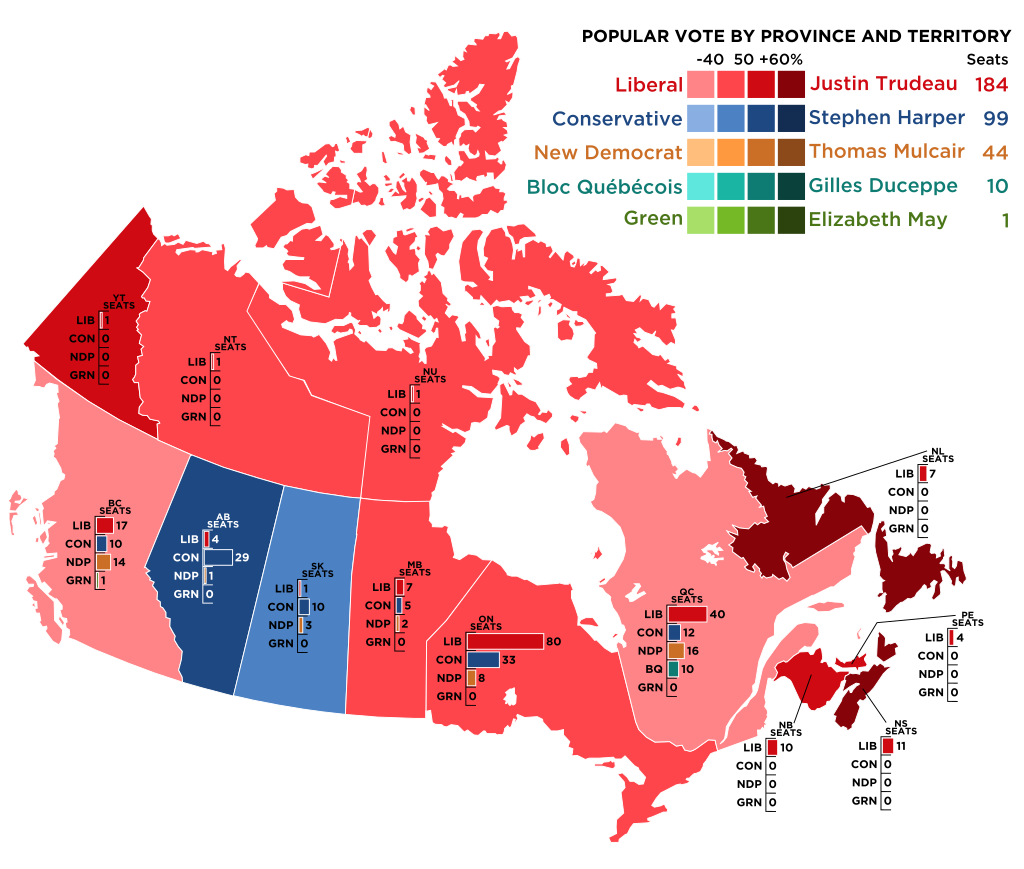 POPULAR VOTE BY PROVINCE AND TERRITORY
-40 50 +60% Seats
Liberal Justin Trudeau 184
Conservative Stephen Harper 99
New Democrat Thomas Mulcair 44
Bloc Québécois Gilles Duceppe 10
Green Elizabeth May 1
YT
SEATS
LIB 1
CON 0
NDP 0
GRN 0
NT
SEATS
LIB 1
CON 0
NDP 0
GRN 0
NU
SEATS
LIB 1
CON 0
NDP 0
GRN 0
BC
SEATS
LIB 17
CON 10
NDP 14
GRN 1
AB
SEATS
LIB 4
CON 29
NDP 1
GRN 0
SK
SEATS
LIB 1
CON 10
NDP 3
GRN 0
MB
SEATS
LIB 7
CON 5
NDP 2
GRN 0
ON
SEATS
LIB 80
CON 33
NDP 8
GRN 0
QC
SEATS
LIB 40
CON 12
NDP 16
BQ 10
GRN 0
NL
SEATS
LIB 7
CON 0
NDP 0
GRN 0
PE
SEATS
LIB 4
CON 0
NDP 0
GRN 0
NB
SEATS
LIB 10
CON 0
NDP 0
GRN 0
NS
SEATS
LIB 11
CON 0
NDP 0
GRN 0